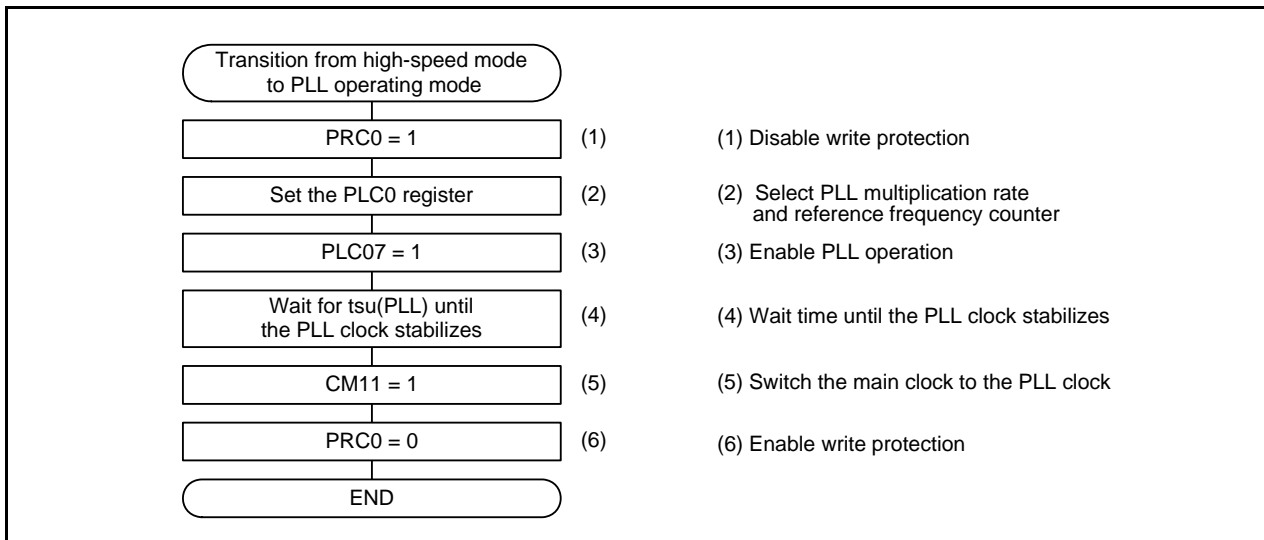 Transition from high-speed mode
to PLL operating mode
PRC0 = 1
(1)
(1) Disable write protection
Set the PLC0 register
(2)
(2) Select PLL multiplication rate
and reference frequency counter
PLC07 = 1
(3)
(3) Enable PLL operation
Wait for tsu(PLL) until
the PLL clock stabilizes
(4)
(4) Wait time until the PLL clock stabilizes
CM11 = 1
(5)
(5) Switch the main clock to the PLL clock
PRC0 = 0
(6)
(6) Enable write protection
END